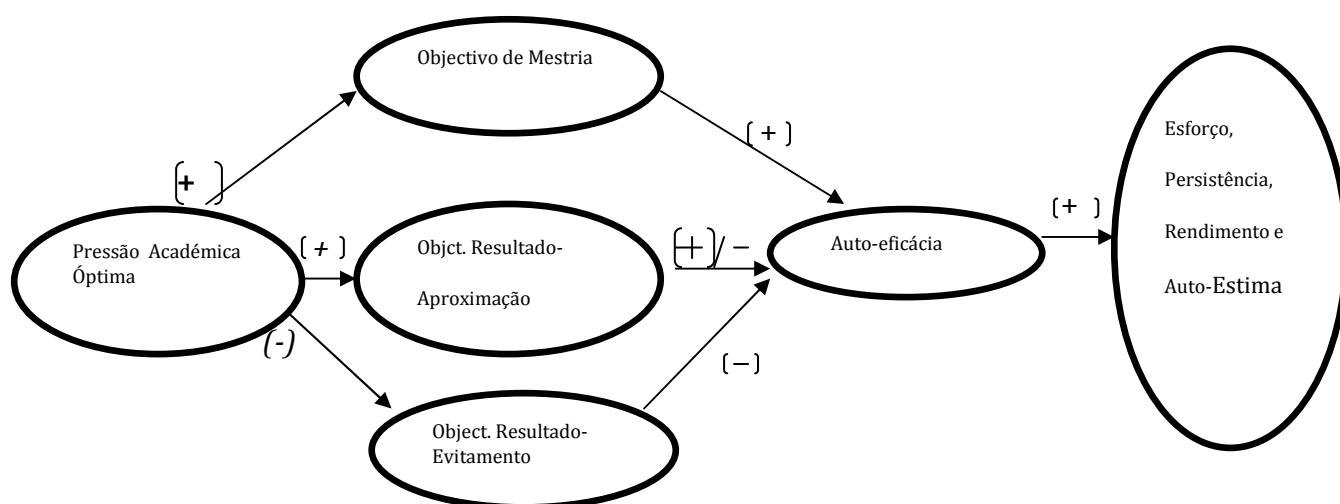 Objectivo de Mestria
(+)
(+)
Pressão Académica
Óptima
(+)
Objct. Resultado-
Aproximação
(+)/ −
Auto-eficácia
(+)
Esforço,
Persistência,
Rendimento e
Auto-Estima
(-)
(−)
Object. Resultado-
Evitamento